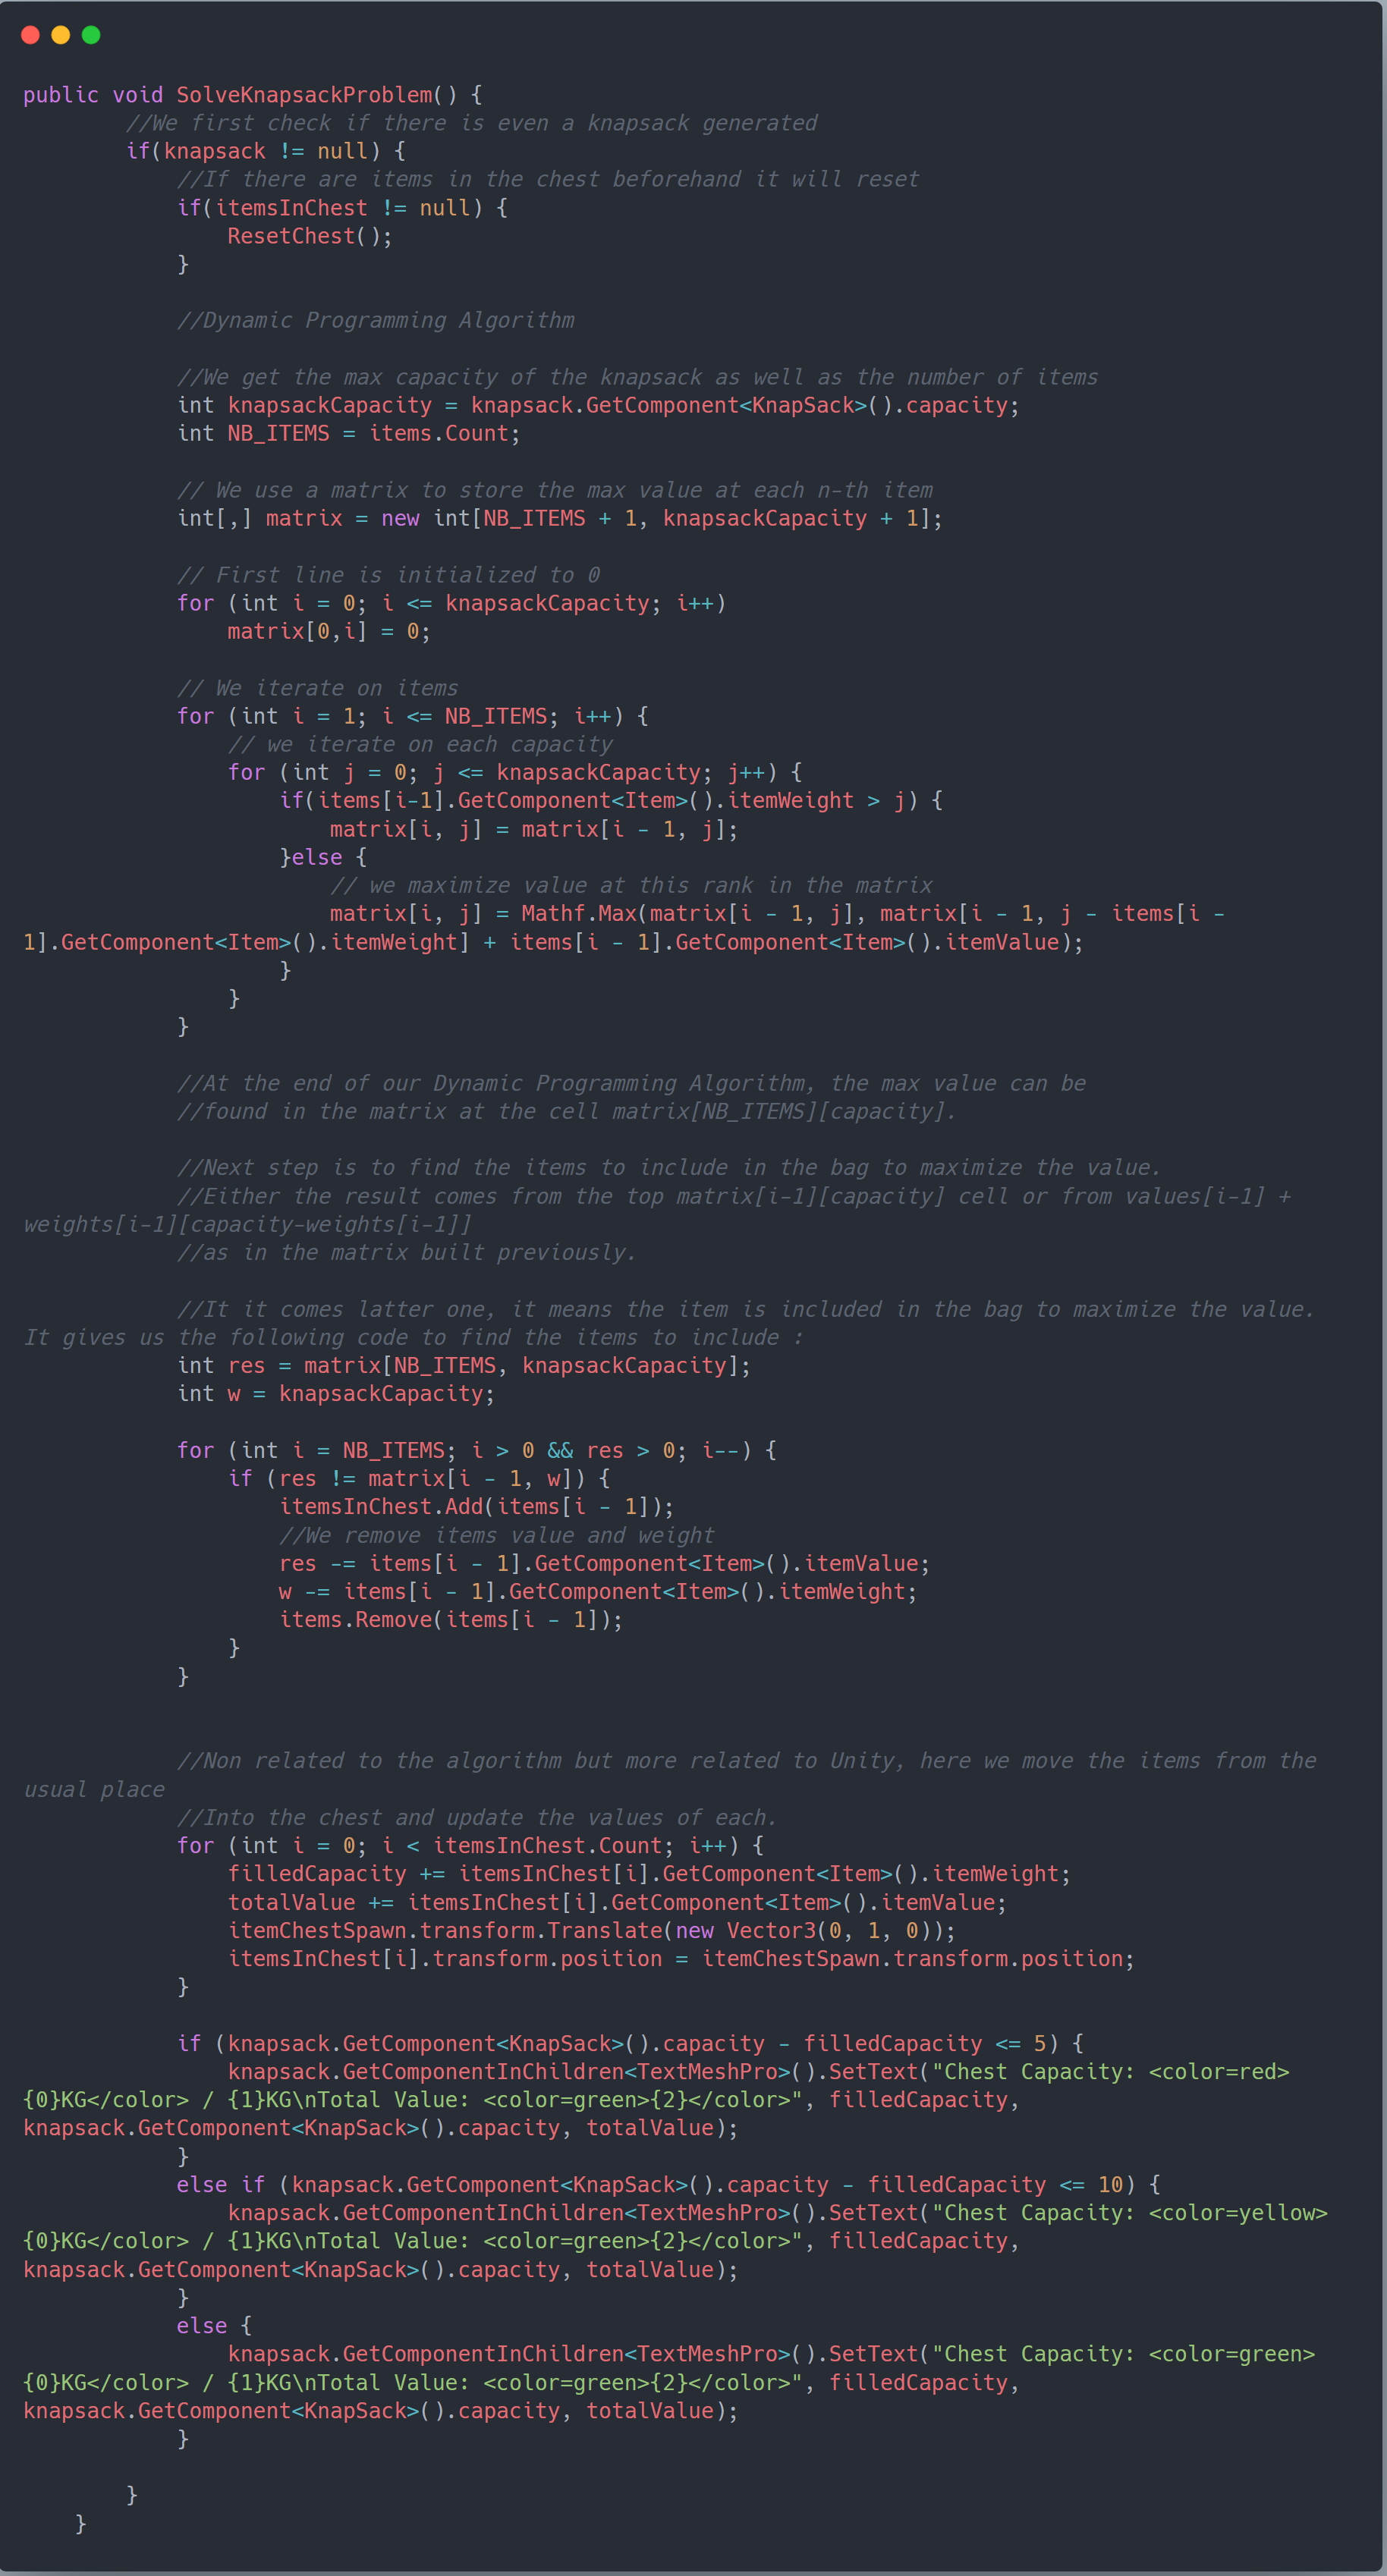 public void SolveKnapsackProblem() {
        //We first check if there is even a knapsack generated
        if(knapsack != null) {
            //If there are items in the chest beforehand it will reset
            if(itemsInChest != null) {
                ResetChest();
            }

            //Dynamic Programming Algorithm

            //We get the max capacity of the knapsack as well as the number of items
            int knapsackCapacity = knapsack.GetComponent<KnapSack>().capacity;
            int NB_ITEMS = items.Count;

            // We use a matrix to store the max value at each n-th item
            int[,] matrix = new int[NB_ITEMS + 1, knapsackCapacity + 1];

            // First line is initialized to 0
            for (int i = 0; i <= knapsackCapacity; i++)
                matrix[0,i] = 0;

            // We iterate on items
            for (int i = 1; i <= NB_ITEMS; i++) {
                // we iterate on each capacity
                for (int j = 0; j <= knapsackCapacity; j++) {
                    if(items[i-1].GetComponent<Item>().itemWeight > j) {
                        matrix[i, j] = matrix[i - 1, j];
                    }else {
                        // we maximize value at this rank in the matrix
                        matrix[i, j] = Mathf.Max(matrix[i - 1, j], matrix[i - 1, j - items[i -
1].GetComponent<Item>().itemWeight] + items[i - 1].GetComponent<Item>().itemValue);
                    }
                }
            }

            //At the end of our Dynamic Programming Algorithm, the max value can be
            //found in the matrix at the cell matrix[NB_ITEMS][capacity].

            //Next step is to find the items to include in the bag to maximize the value.
            //Either the result comes from the top matrix[i-1][capacity] cell or from values[i-1] +
weights[i-1][capacity-weights[i-1]]
            //as in the matrix built previously.

            //It it comes latter one, it means the item is included in the bag to maximize the value.
It gives us the following code to find the items to include :
            int res = matrix[NB_ITEMS, knapsackCapacity];
            int w = knapsackCapacity;

            for (int i = NB_ITEMS; i > 0 && res > 0; i--) {
                if (res != matrix[i - 1, w]) {
                    itemsInChest.Add(items[i - 1]);
                    //We remove items value and weight
                    res -= items[i - 1].GetComponent<Item>().itemValue;
                    w -= items[i - 1].GetComponent<Item>().itemWeight;
                    items.Remove(items[i - 1]);
                }
            }


            //Non related to the algorithm but more related to Unity, here we move the items from the
usual place
            //Into the chest and update the values of each.
            for (int i = 0; i < itemsInChest.Count; i++) {
                filledCapacity += itemsInChest[i].GetComponent<Item>().itemWeight;
                totalValue += itemsInChest[i].GetComponent<Item>().itemValue;
                itemChestSpawn.transform.Translate(new Vector3(0, 1, 0));
                itemsInChest[i].transform.position = itemChestSpawn.transform.position;
            }

            if (knapsack.GetComponent<KnapSack>().capacity - filledCapacity <= 5) {
                knapsack.GetComponentInChildren<TextMeshPro>().SetText("Chest Capacity: <color=red>
{0}KG</color> / {1}KG\nTotal Value: <color=green>{2}</color>", filledCapacity,
knapsack.GetComponent<KnapSack>().capacity, totalValue);
            }
            else if (knapsack.GetComponent<KnapSack>().capacity - filledCapacity <= 10) {
                knapsack.GetComponentInChildren<TextMeshPro>().SetText("Chest Capacity: <color=yellow>
{0}KG</color> / {1}KG\nTotal Value: <color=green>{2}</color>", filledCapacity,
knapsack.GetComponent<KnapSack>().capacity, totalValue);
            }
            else {
                knapsack.GetComponentInChildren<TextMeshPro>().SetText("Chest Capacity: <color=green>
{0}KG</color> / {1}KG\nTotal Value: <color=green>{2}</color>", filledCapacity,
knapsack.GetComponent<KnapSack>().capacity, totalValue);
            }

        }
    }